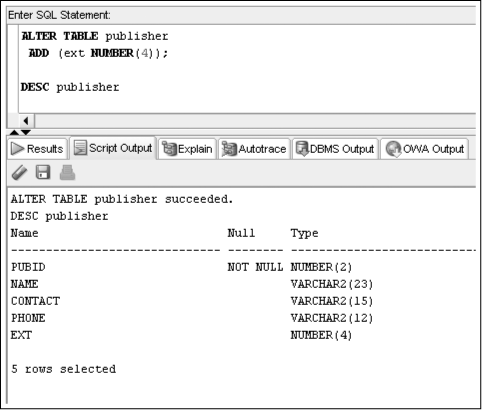 Enter SQL Statement:
ALTER TABLE publisher
ADD (ext NUMBER(4));
DESC publisher
Results Script Output Explain Autotrace DBMS Output OWA Output
ALTER TABLE publisher succeeded.
DESC publisher
Name Null Type
------------------------------ -------- ------------------------
PUBID NOT NULL NUMBER(2)
NAME VARCHAR2(23)
CONTACT VARCHAR2(15)
PHONE VARCHAR2(12)
EXT NUMBER(4)
5 rows selected